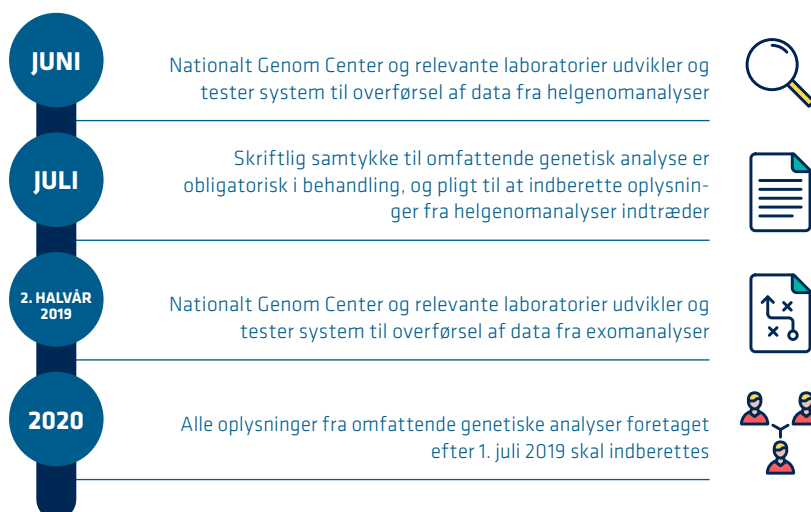 JUNI
Nationalt Genom Center og relevante laboratorier udvikler og
tester system til overførsel af data fra helgenomanalyser
JULI
Skriftlig samtykke til omfattende genetisk analyse er
obligatorisk i behandling, og pligt til at indberette oplysnin-
ger fra helgenomanalyser indtræder
2. HALVÅR
2019
Nationalt Genom Center og relevante laboratorier udvikler og
tester system til overførsel af data fra exomanalyser
2020
Alle oplysninger fra omfattende genetiske analyser foretaget
efter 1. juli 2019 skal indberettes